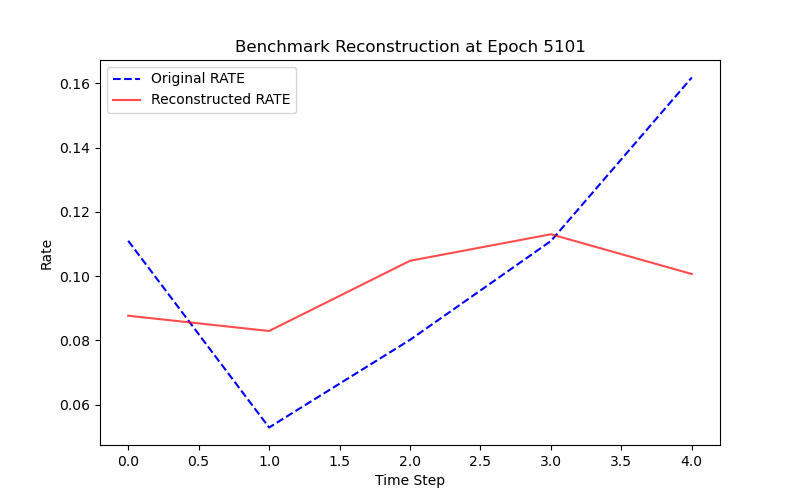 Benchmark Reconstruction at Epoch 5101
Original RATE
Reconstructed RATE
0.16
0.14
0.12
0.10
0.08
0.06
Rate
0.0 0.5 1.0 1.5 2.0 2.5 3.0 3.5 4.0
Time Step